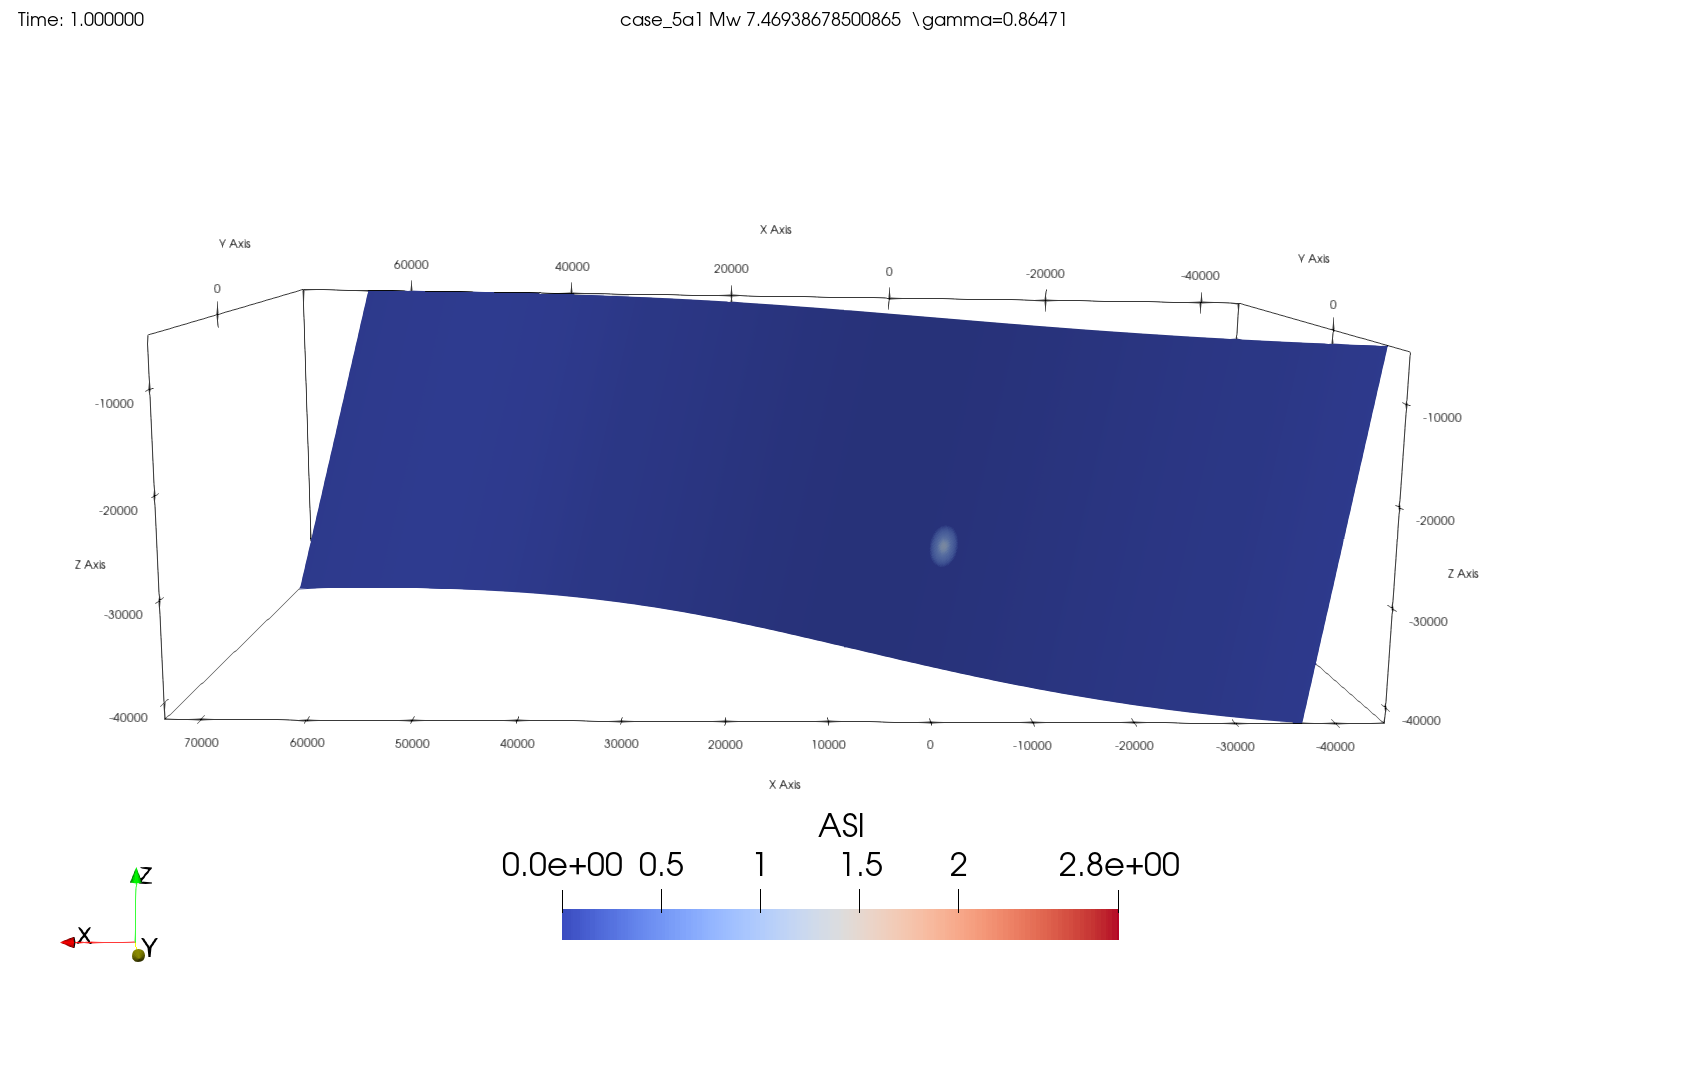 Time: 1.000000
case_5a1 Mw 7.46938678500865 \gamma=0.86471
X Axis
Y Axis
Y Axis
60000 40000 20000 0 -20000 -40000
0
0
-10000
-20000
Z Axis
-30000
-40000
-10000
-20000
Z Axis
-30000
-40000
70000 60000 50000 40000 30000 20000 10000 0 -10000 -20000 -30000 -40000
X Axis
ASI
0.0e+00 0.5 1 1.5 2 2.8e+00
Z
X
Y